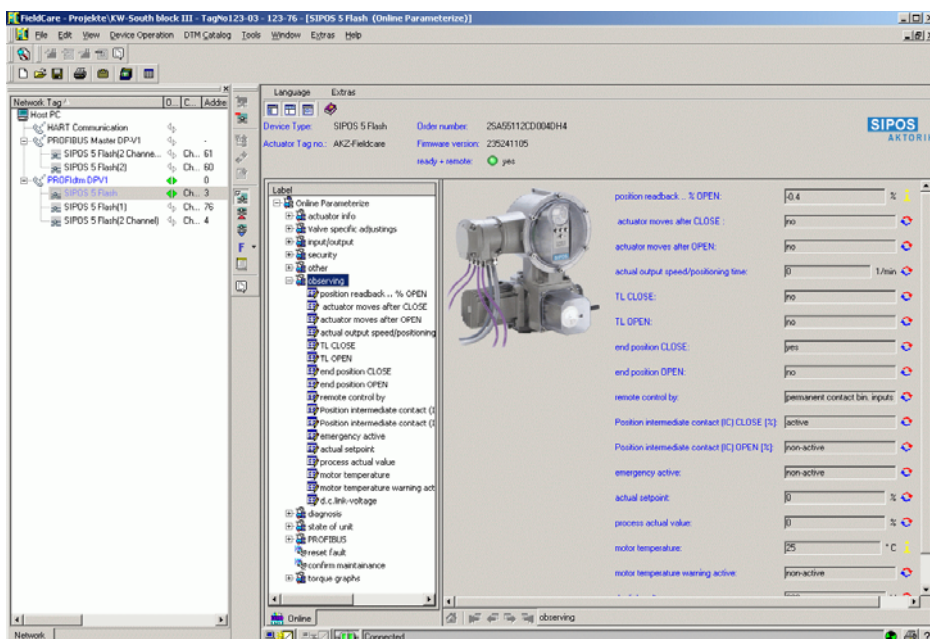 FieldCare - Projekte\KW-South block III - TagNo123-03 - 123-76 - [SIPOS 5 Flash (Online Parameterize)]
File Edit View Device Operation DTM Catalog Tools Window Extras Help
Network Tag O... C... Addre
Host PC
HART Communication
PROFIBUS Master DP-V1 -
SIPOS 5 Flash(2 Channe... Ch... 61
SIPOS 5 Flash(2) Ch... 60
PROFIdtm DPV1 0
SIPOS 5 Flash Ch... 3
SIPOS 5 Flash(1) Ch... 76
SIPOS 5 Flash(2 Channel) Ch... 4
Network
Language Extras
Device Type: SIPOS 5 Flash Order number: 2SA55112CD004DH4
Actuator Tag no.: AKZ-Fieldcare Firmware version: 235241105
ready + remote: yes
SIPOS
AKTORIK
Label
Online Parameterize
actuator info
Valve specific adjustings
input/output
security
other
observing
position readback .. % OPEN
actuator moves after CLOSE
actuator moves after OPEN
actual output speed/positioning
TL CLOSE
TL OPEN
end position CLOSE
end position OPEN
remote control by
Position intermediate contact (I
Position intermediate contact (I
emergency active
actual setpoint
process actual value
motor temperature
motor temperature warning act
d.c.link-voltage
diagnosis
state of unit
PROFIBUS
reset fault
confirm maintainance
torque graphs
Online
position readback .. % OPEN: -0.4 %
actuator moves after CLOSE : no
actuator moves after OPEN: no
actual output speed/positioning time: 0 1/min
TL CLOSE: no
TL OPEN: no
end position CLOSE: yes
end position OPEN: no
remote control by: permanent contact bin. inputs
Position intermediate contact (IC) CLOSE [%]: active
Position intermediate contact (IC) OPEN [%]: non-active
emergency active: non-active
actual setpoint: 0 %
process actual value: 0 %
motor temperature: 25 °C
motor temperature warning active: non-active
observing
Connected